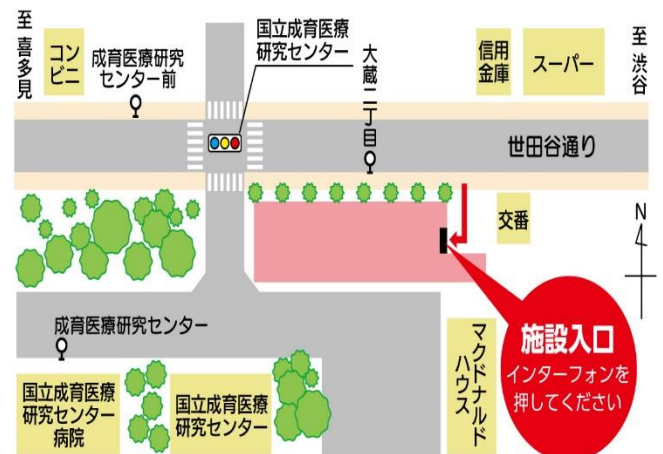 至 喜多見
コン
ビニ
成育医療研究
センター前
国立成育医療
研究センター
大蔵二丁目
信用
金庫
スーパー
至 渋谷
世田谷通り
交番
N
成育医療研究センター
国立成育医療
研究センター
病院
国立成育医療
研究センター
マクドナルド
ハウス
施設入口
インターフォンを
押してください